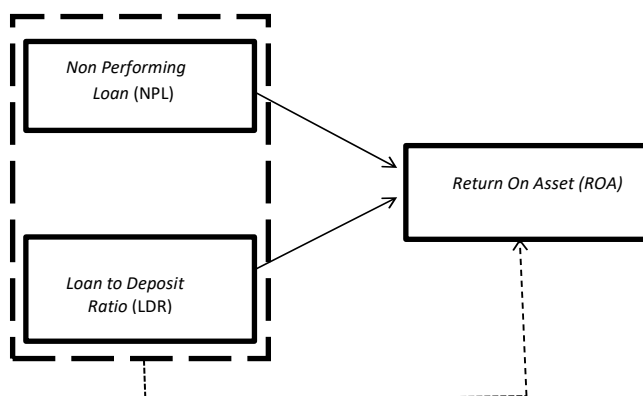 Non Performing
Loan (NPL)
Return On Asset (ROA)
Loan to Deposit
Ratio (LDR)